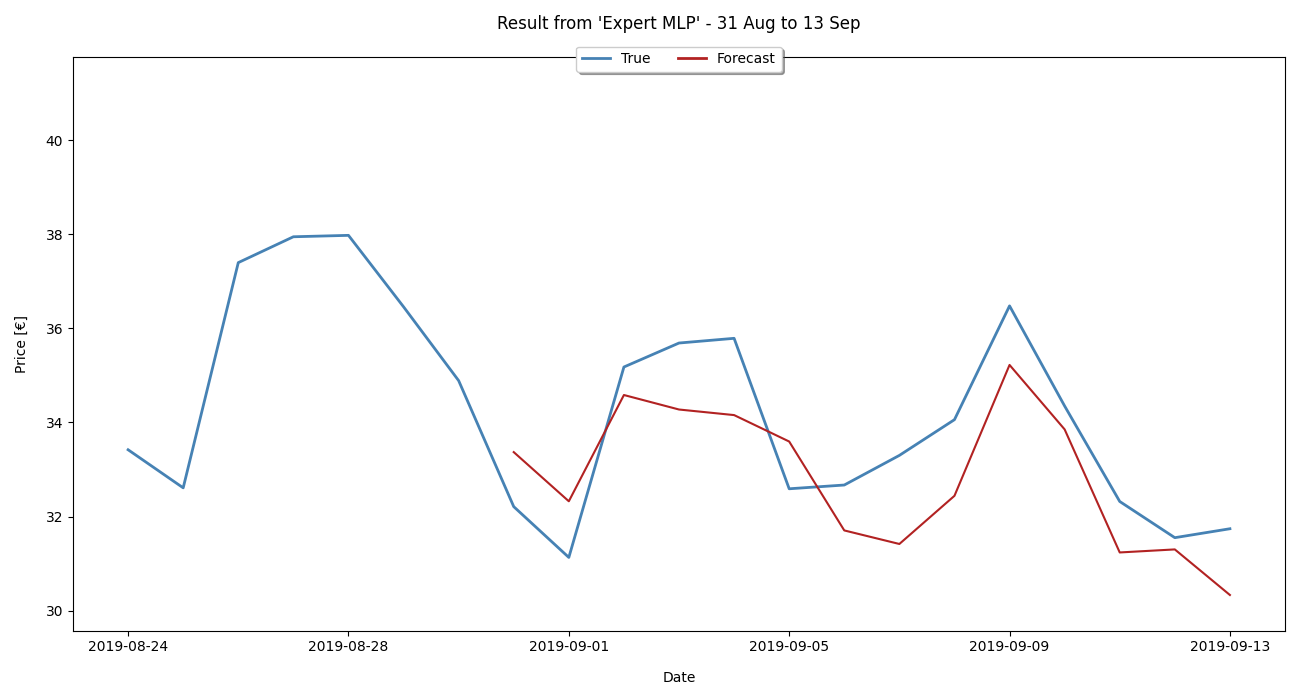 Result from 'Expert MLP' - 31 Aug to 13 Sep
True Forecast
40
38
36
34
32
30
Price [€]
2019-08-24 2019-08-28 2019-09-01 2019-09-05 2019-09-09 2019-09-13
Date